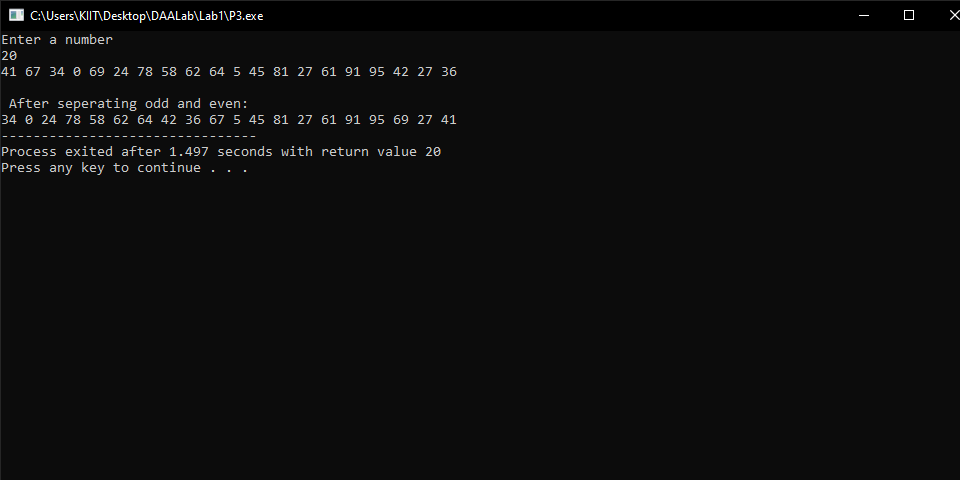 C:\Users\KIIT\Desktop\DAALab\Lab1\P3.exe
Enter a number
20
41 67 34 0 69 24 78 58 62 64 5 45 81 27 61 91 95 42 27 36
After seperating odd and even:
34 0 24 78 58 62 64 42 36 67 5 45 81 27 61 91 95 69 27 41
--------------------------------
Process exited after 1.497 seconds with return value 20
Press any key to continue . . .